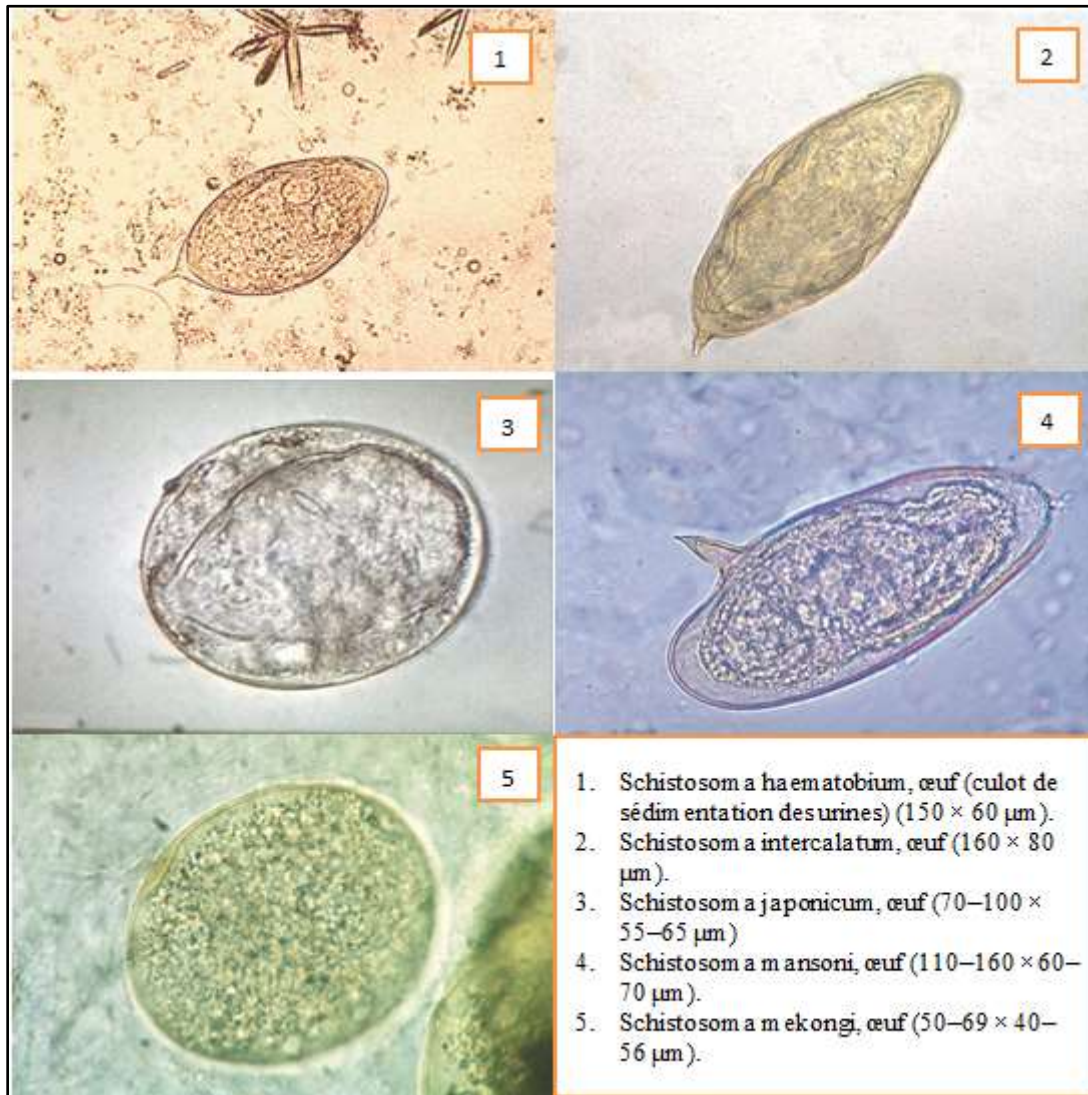 1
2
3
4
5
1. Schistosoma haematobium, œuf (culot de
sédimentation des urines) (150 × 60 µm).
2. Schistosoma intercalatum, œuf (160 × 80
µm).
3. Schistosoma japonicum, œuf (70–100 ×
55–65 µm)
4. Schistosoma mansoni, œuf (110–160 × 60–
70 µm).
5. Schistosoma mekongi, œuf (50–69 × 40–
56 µm).